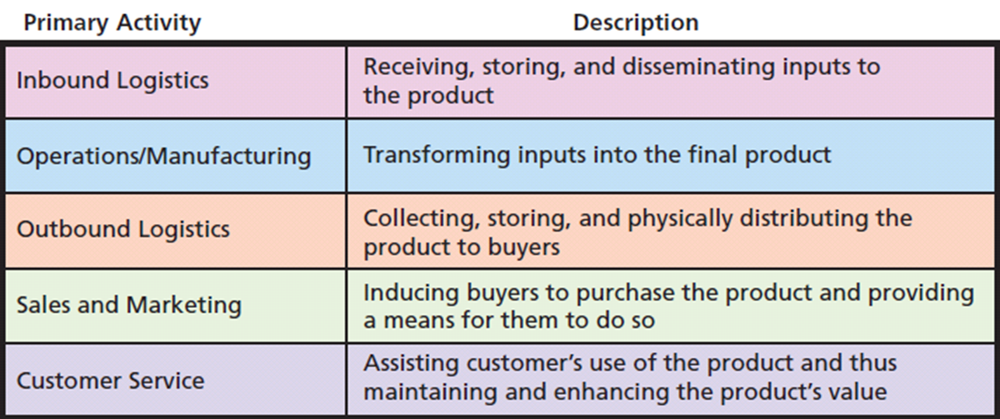 Primary Activity
Description
Inbound Logistics
Receiving, storing, and disseminating inputs to
the product
Operations/Manufacturing
Transforming inputs into the final product
Outbound Logistics
Collecting, storing, and physically distributing the
product to buyers
Sales and Marketing
Inducing buyers to purchase the product and providing
a means for them to do so
Customer Service
Assisting customer’s use of the product and thus
maintaining and enhancing the product’s value